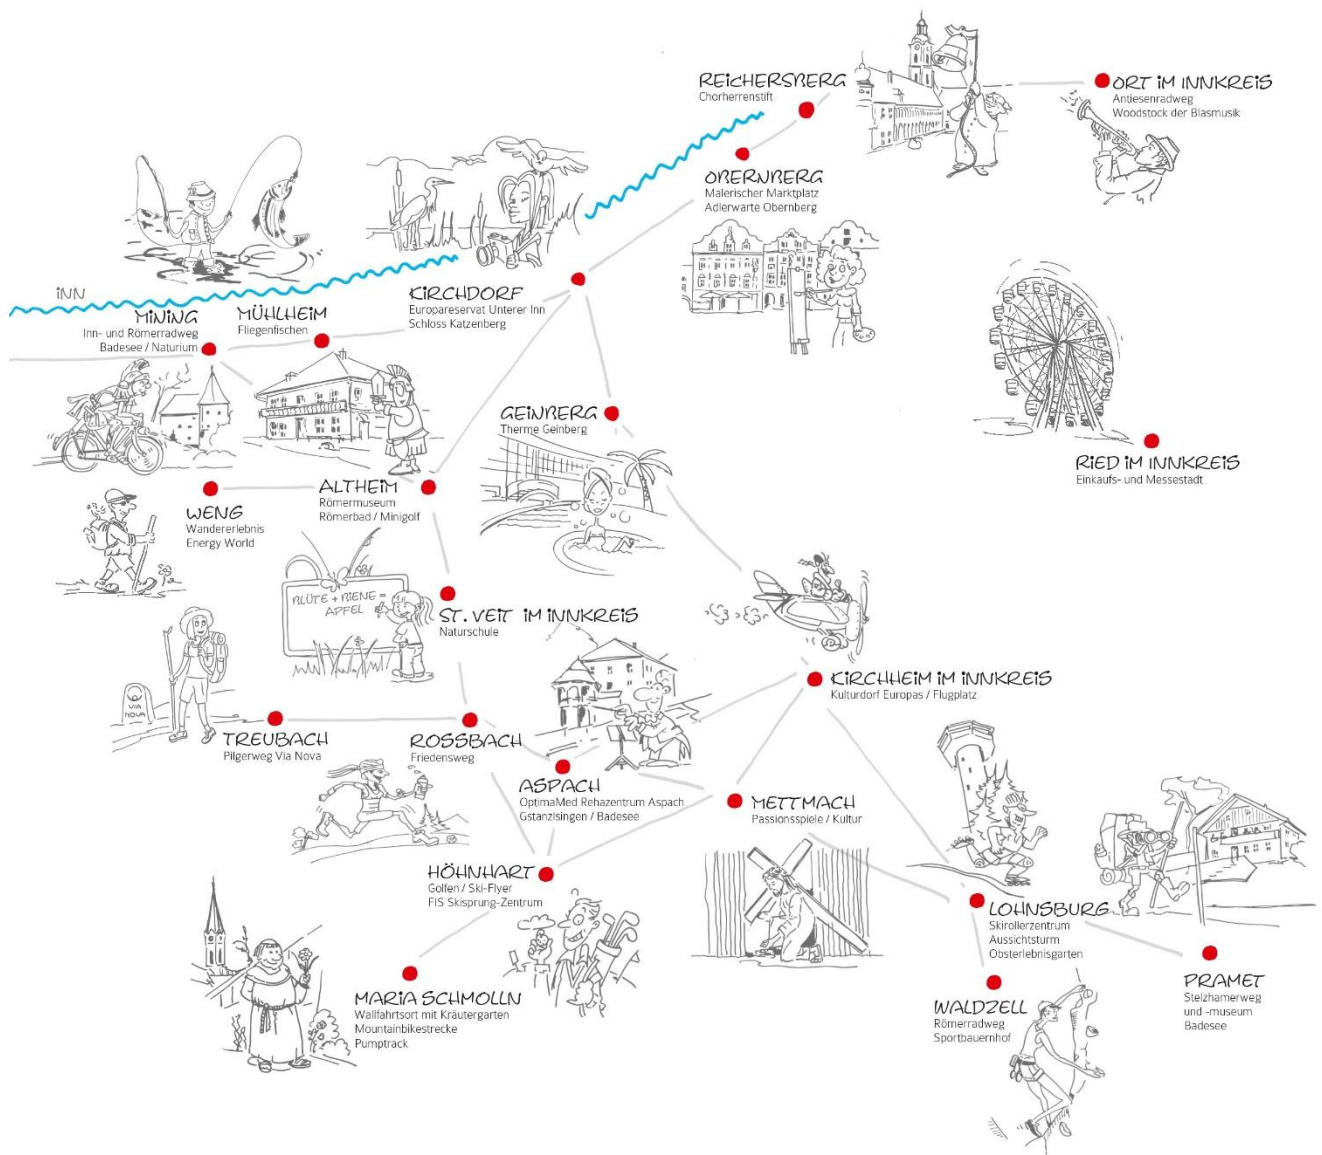 REICHERSBERG
Chorherrenstift
ORT IM INNKREIS
Antiesenradweg
Woodstock der Blasmusik
OBERNBERG
Malerischer Marktplatz
Adlerwarte Obernberg
INN
MINING
Inn- und Römerradweg
Badesee / Naturium
MÜHLHEIM
Fliegenfischen
KIRCHDORF
Europareservat Unterer Inn
Schloss Katzenberg
GEINBERG
Therme Geinberg
RIED IM INNKREIS
Einkaufs- und Messestadt
WENG
Wandererlebnis
Energy World
ALTHEIM
Römermuseum
Römerbad / Minigolf
BLÜTE + BIENE =
APFEL
ST. VEIT IM INNKREIS
Naturschule
KIRCHHEIM IM INNKREIS
Kulturdorf Europas / Flugplatz
VIA
NOVA
TREUBACH
Pilgerweg Via Nova
ROSSBACH
Friedensweg
ASPACH
OptimaMed Rehazentrum Aspach
Gstanzlsingen / Badesee
METTMACH
Passionsspiele / Kultur
HÖHNHART
Golfen / Ski-Flyer
FIS Skisprung-Zentrum
LOHNSBURG
Skirollerzentrum
Aussichtsturm
Obsterlebnisgarten
MARIA SCHMOLLN
Wallfahrtsort mit Kräutergarten
Mountainbikestrecke
Pumptrack
WALDZELL
Römerradweg
Sportbauernhof
PRAMET
Stelzhamerweg
und -museum
Badesee